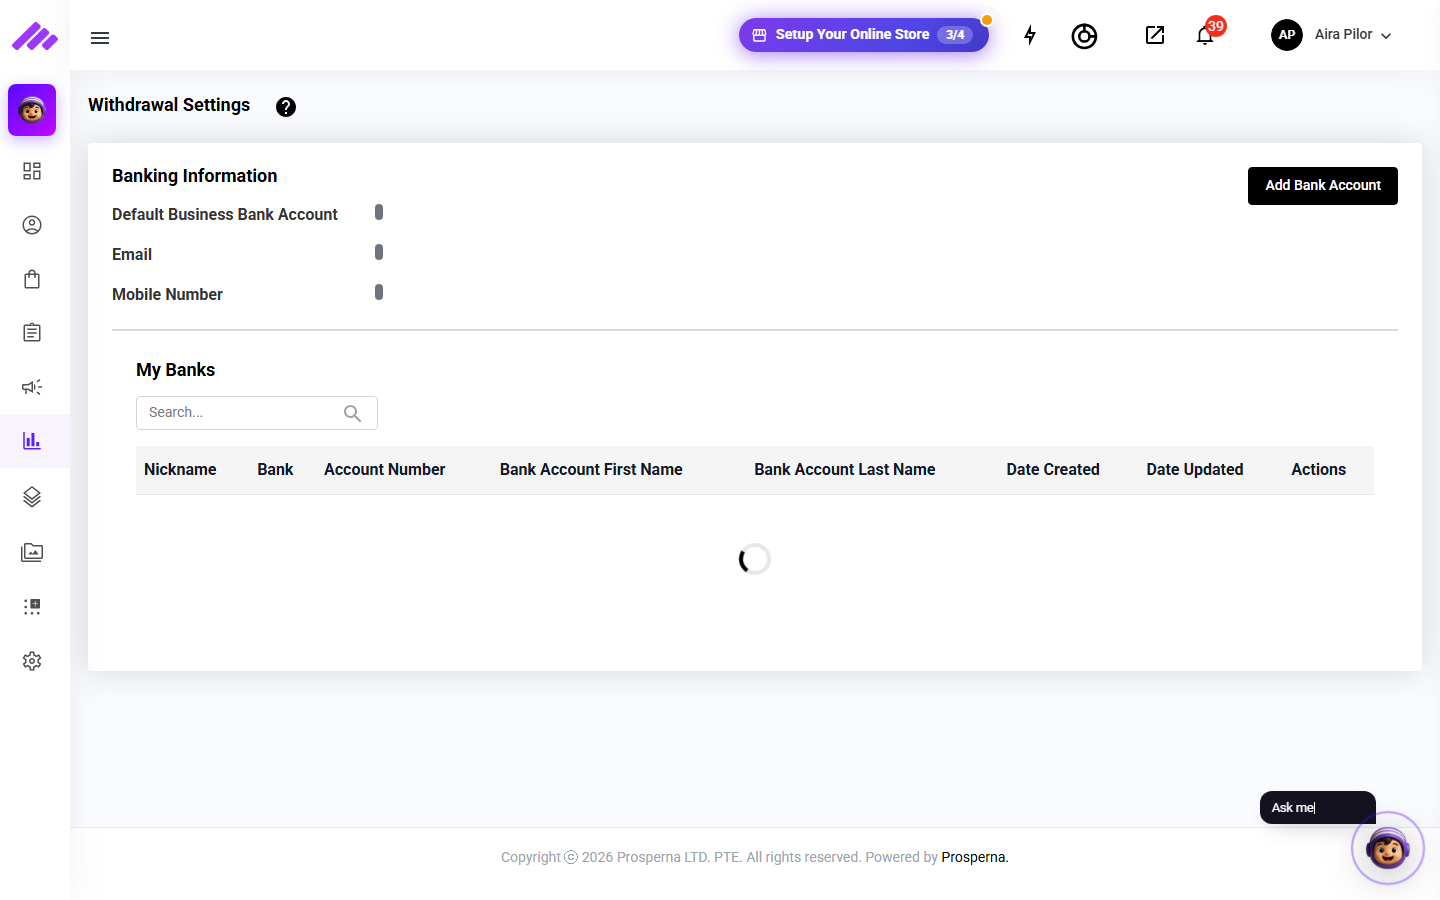 Setup Your Online Store 3/4
39
AP Aira Pilor
Withdrawal Settings ?
Banking Information
Add Bank Account
Default Business Bank Account
Email
Mobile Number
My Banks
Search...
Nickname Bank Account Number Bank Account First Name Bank Account Last Name Date Created Date Updated Actions
Ask me
Copyright © 2026 Prosperna LTD. PTE. All rights reserved. Powered by Prosperna.